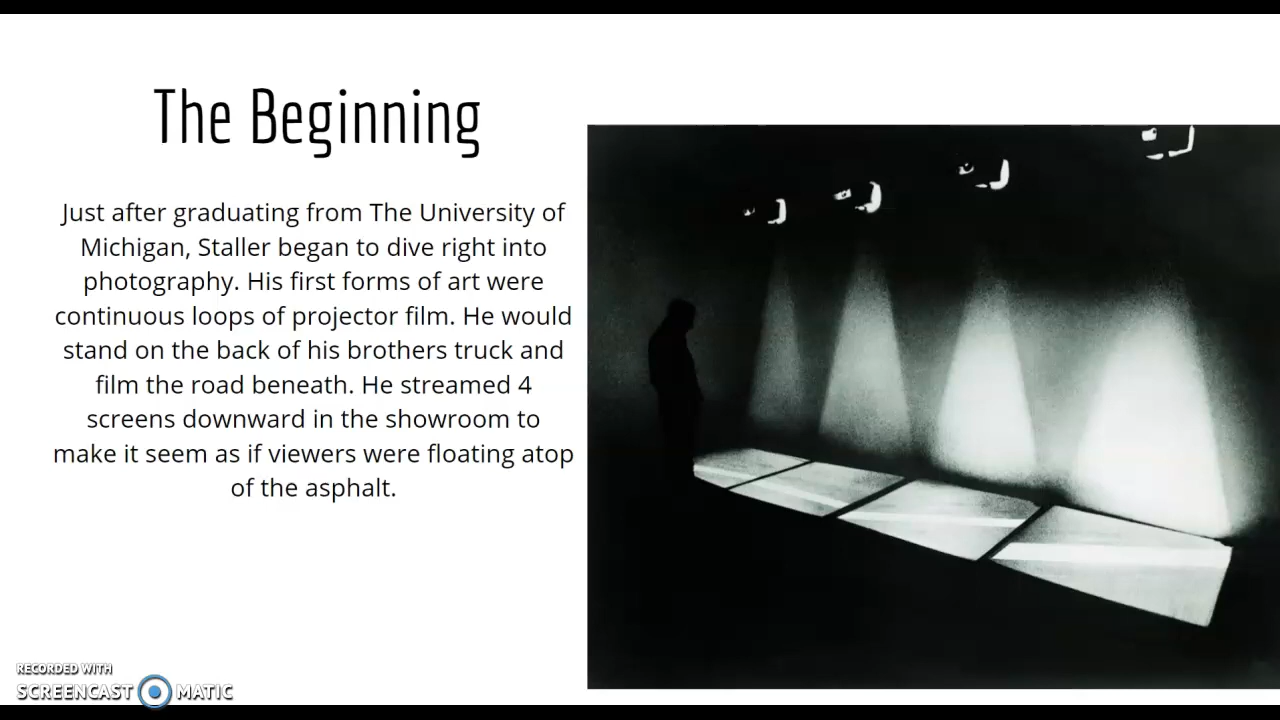 The Beginning
Just after graduating from The University of
Michigan, Staller began to dive right into
photography. His first forms of art were
continuous loops of projector film. He would
stand on the back of his brothers truck and
film the road beneath. He streamed 4
screens downward in the showroom to
make it seem as if viewers were floating atop
of the asphalt.
RECORDED WITH
SCREENCAST MATIC